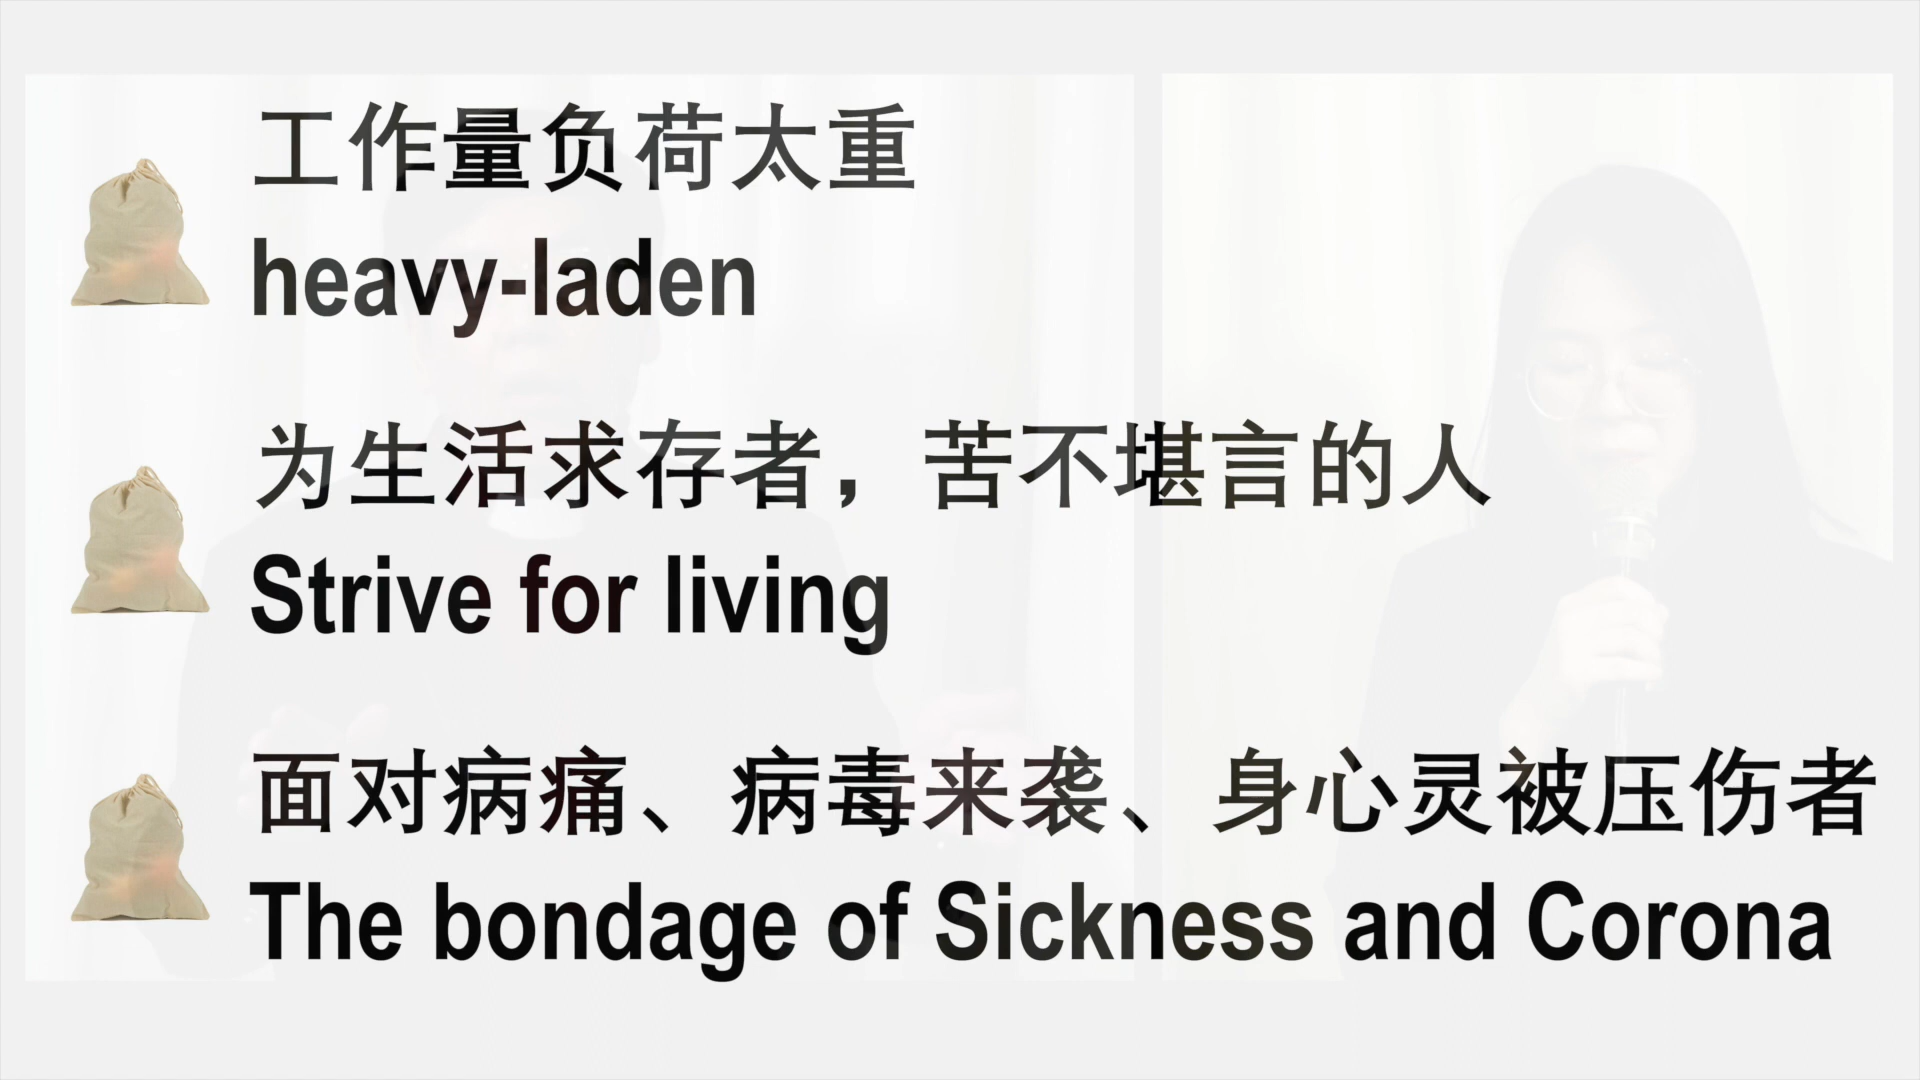 工作量负荷太重
heavy-laden
为生活求存者，苦不堪言的人
Strive for living
面对病痛、病毒来袭、身心灵被压伤者
The bondage of Sickness and Corona